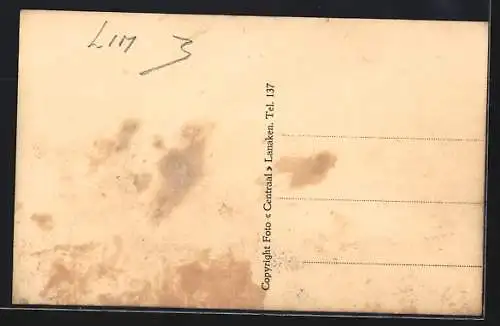 LIM 3
Copyright Foto « Centraal » Lanaken. Tel. 137